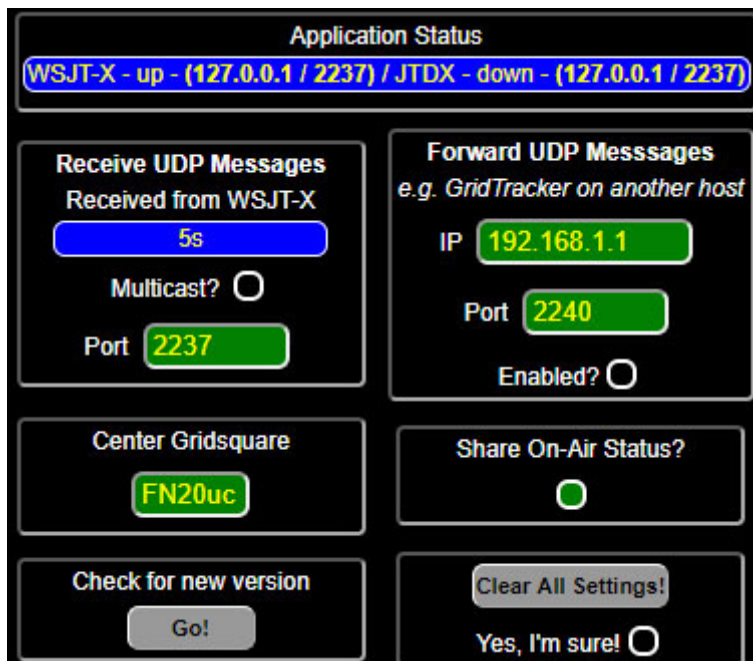 Application Status
WSJT-X - up - (127.0.0.1 / 2237) / JTDX - down - (127.0.0.1 / 2237)
Receive UDP Messages
Received from WSJT-X
5s
Multicast?
Port 2237
Forward UDP Messsages
e.g. GridTracker on another host
IP 192.168.1.1
Port 2240
Enabled?
Center Gridsquare
FN20uc
Share On-Air Status?
Check for new version
Go!
Clear All Settings!
Yes, I'm sure!